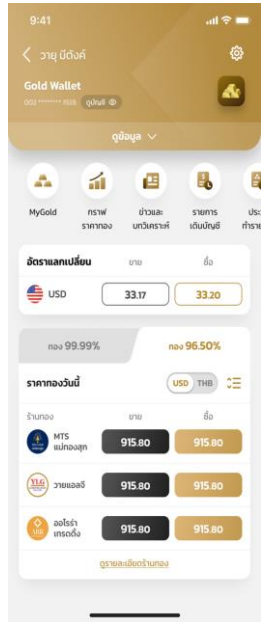 9:41
วายุ มีตังค์
Gold Wallet
ดูบัญชี
ดูข้อมูล
MyGold
กราฟ
ราคาทอง
ข่าวและ
บทวิเคราะห์
รายการ
เดินบัญชี
อัตราแลกเปลี่ยน ขาย ซื้อ
USD 33.17 33.20
ทอง 99.99% ทอง 96.50%
ราคาทองวันนี้ USD THB
ร้านทอง ขาย ซื้อ
MTS
แม่ทองสุก
915.80 915.80
YLG
วายแอลจี 915.80 915.80
ออโรร่า
เทรดดิ้ง
915.80 915.80
ดูรายละเอียดร้านทอง